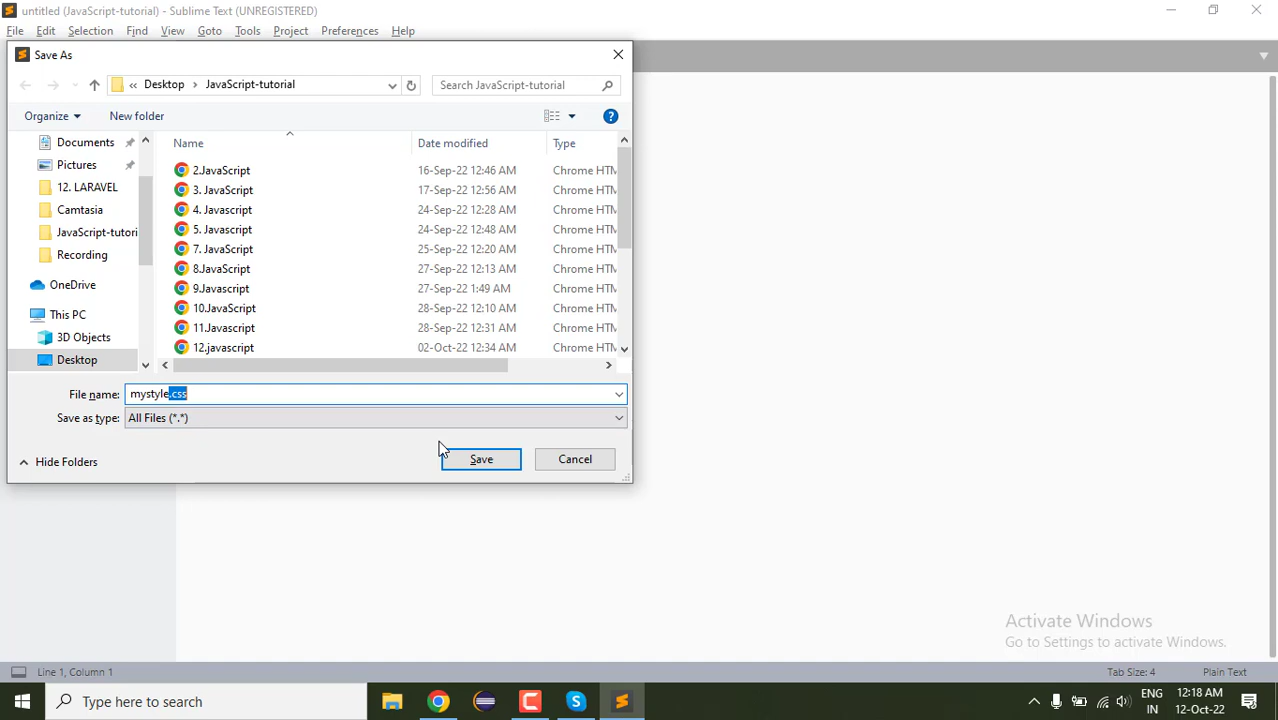 untitled (JavaScript-tutorial) - Sublime Text (UNREGISTERED)
File Edit Selection Find View Goto Tools Project Preferences Help
Save As
« Desktop › JavaScript-tutorial
Search JavaScript-tutorial
Organize
New folder
Documents
Pictures
12. LARAVEL
Camtasia
JavaScript-tutori
Recording
OneDrive
This PC
3D Objects
Desktop
Name Date modified Type
2.JavaScript 16-Sep-22 12:46 AM Chrome HTM
3. JavaScript 17-Sep-22 12:56 AM Chrome HTM
4. Javascript 24-Sep-22 12:28 AM Chrome HTM
5. Javascript 24-Sep-22 12:48 AM Chrome HTM
7. JavaScript 25-Sep-22 12:20 AM Chrome HTM
8.JavaScript 27-Sep-22 12:13 AM Chrome HTM
9.Javascript 27-Sep-22 1:49 AM Chrome HTM
10.JavaScript 28-Sep-22 12:10 AM Chrome HTM
11.Javascript 28-Sep-22 12:31 AM Chrome HTM
12.javascript 02-Oct-22 12:34 AM Chrome HTM
File name: mystyle.css
Save as type: All Files (*.*)
Hide Folders
Save
Cancel
Activate Windows
Go to Settings to activate Windows.
Line 1, Column 1
Tab Size: 4
Plain Text
Type here to search
ENG
IN
12:18 AM
12-Oct-22